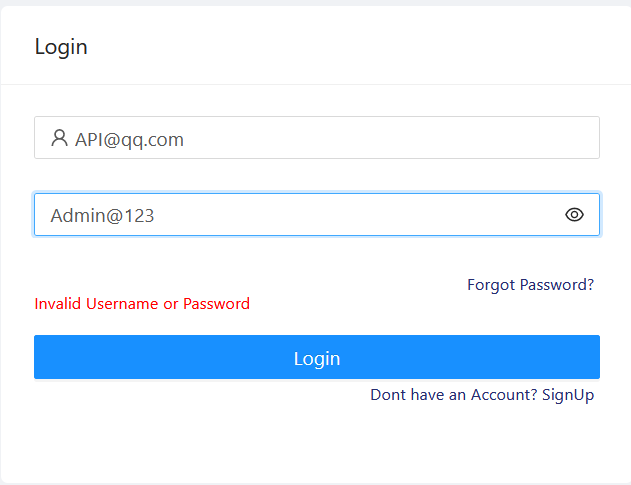 Login
API@qq.com
Admin@123
Forgot Password?
Invalid Username or Password
Login
Dont have an Account? SignUp